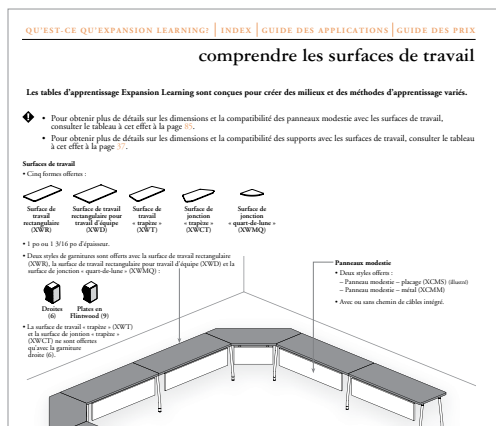 QU'EST-CE QU'EXPANSION LEARNING? | INDEX | GUIDE DES APPLICATIONS | GUIDE DES PRIX
comprendre les surfaces de travail
Les tables d'apprentissage Expansion Learning sont conçues pour créer des milieux et des méthodes d'apprentissage variés.
• Pour obtenir plus de détails sur les dimensions et la compatibilité des panneaux modestie avec les surfaces de travail,
consulter le tableau à cet effet à la page 85.
• Pour obtenir plus de détails sur les dimensions et la compatibilité des supports avec les surfaces de travail, consulter le tableau
à cet effet à la page 37.
Surfaces de travail
• Cinq formes offertes :
Surface de
travail
rectangulaire
(XWR)
Surface de travail
rectangulaire pour
travail d'équipe
(XWD)
Surface de
travail
« trapèze »
(XWT)
Surface de
jonction
« trapèze »
(XWCT)
Surface de
jonction
« quart-de-lune »
(XWMQ)
• 1 po ou 1 3/16 po d'épaisseur.
• Deux styles de garnitures sont offerts avec la surface de travail rectangulaire
(XWR), la surface de travail rectangulaire pour travail d'équipe (XWD) et la
surface de jonction « quart-de-lune » (XWMQ) :
Droites
(6)
Plates en
Flintwood (9)
• La surface de travail « trapèze » (XWT)
et la surface de jontion « trapèze »
(XWCT) ne sont offertes
qu'avec la garniture
droite (6).
Panneaux modestie
• Deux styles offerts :
– Panneau modestie – placage (XCMS) (illustré)
– Panneau modestie – métal (XCMM)
• Avec ou sans chemin de câbles intégré.